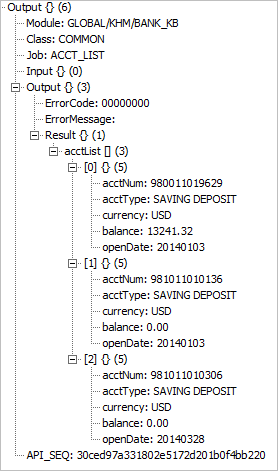 Output {} (6)
Module: GLOBAL/KHM/BANK_KB
Class: COMMON
Job: ACCT_LIST
Input {} (0)
Output {} (3)
ErrorCode: 00000000
ErrorMessage:
Result {} (1)
acctList [] (3)
[0] {} (5)
acctNum: 980011019629
acctType: SAVING DEPOSIT
currency: USD
balance: 13241.32
openDate: 20140103
[1] {} (5)
acctNum: 981011010136
acctType: SAVING DEPOSIT
currency: USD
balance: 0.00
openDate: 20140103
[2] {} (5)
acctNum: 981011010306
acctType: SAVING DEPOSIT
currency: USD
balance: 0.00
openDate: 20140328
API_SEQ: 30ced97a331802e5172d201b0f4bb220